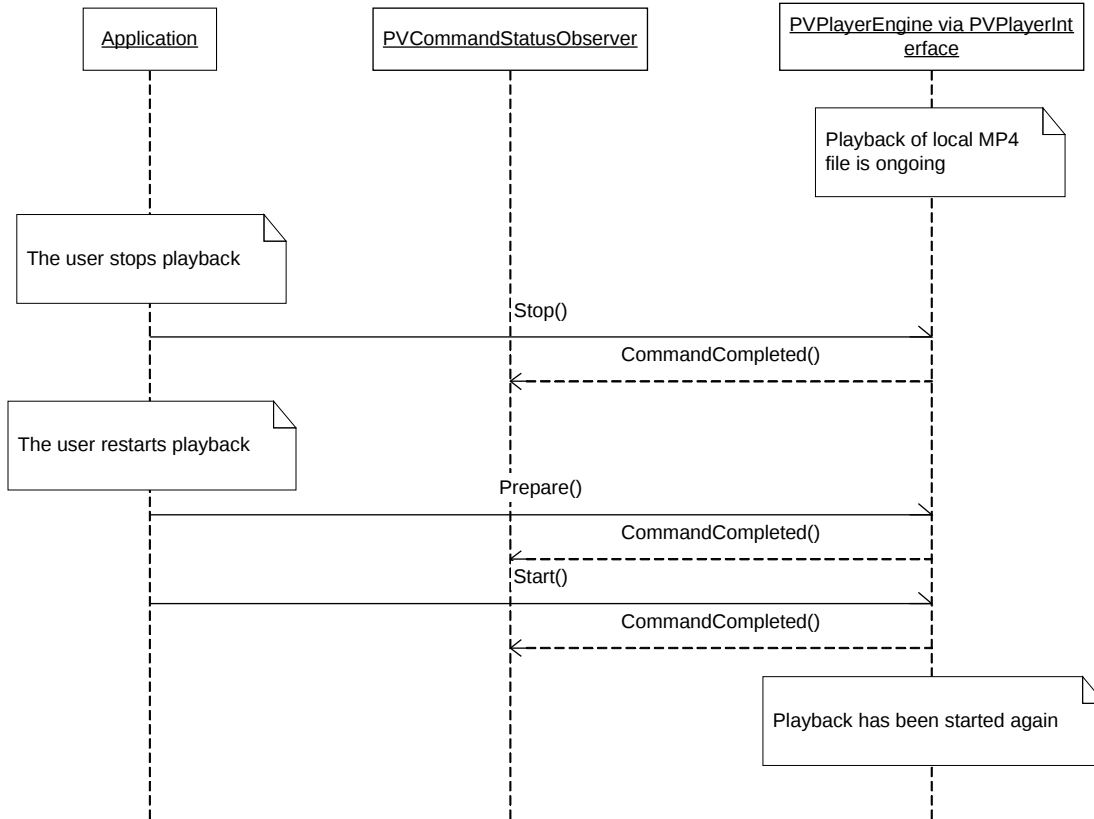 Application
PVCommandStatusObserver
PVPlayerEngine via PVPlayerInt
erface
Playback of local MP4
file is ongoing
The user stops playback
Stop()
CommandCompleted()
The user restarts playback
Prepare()
CommandCompleted()
Start()
CommandCompleted()
Playback has been started again